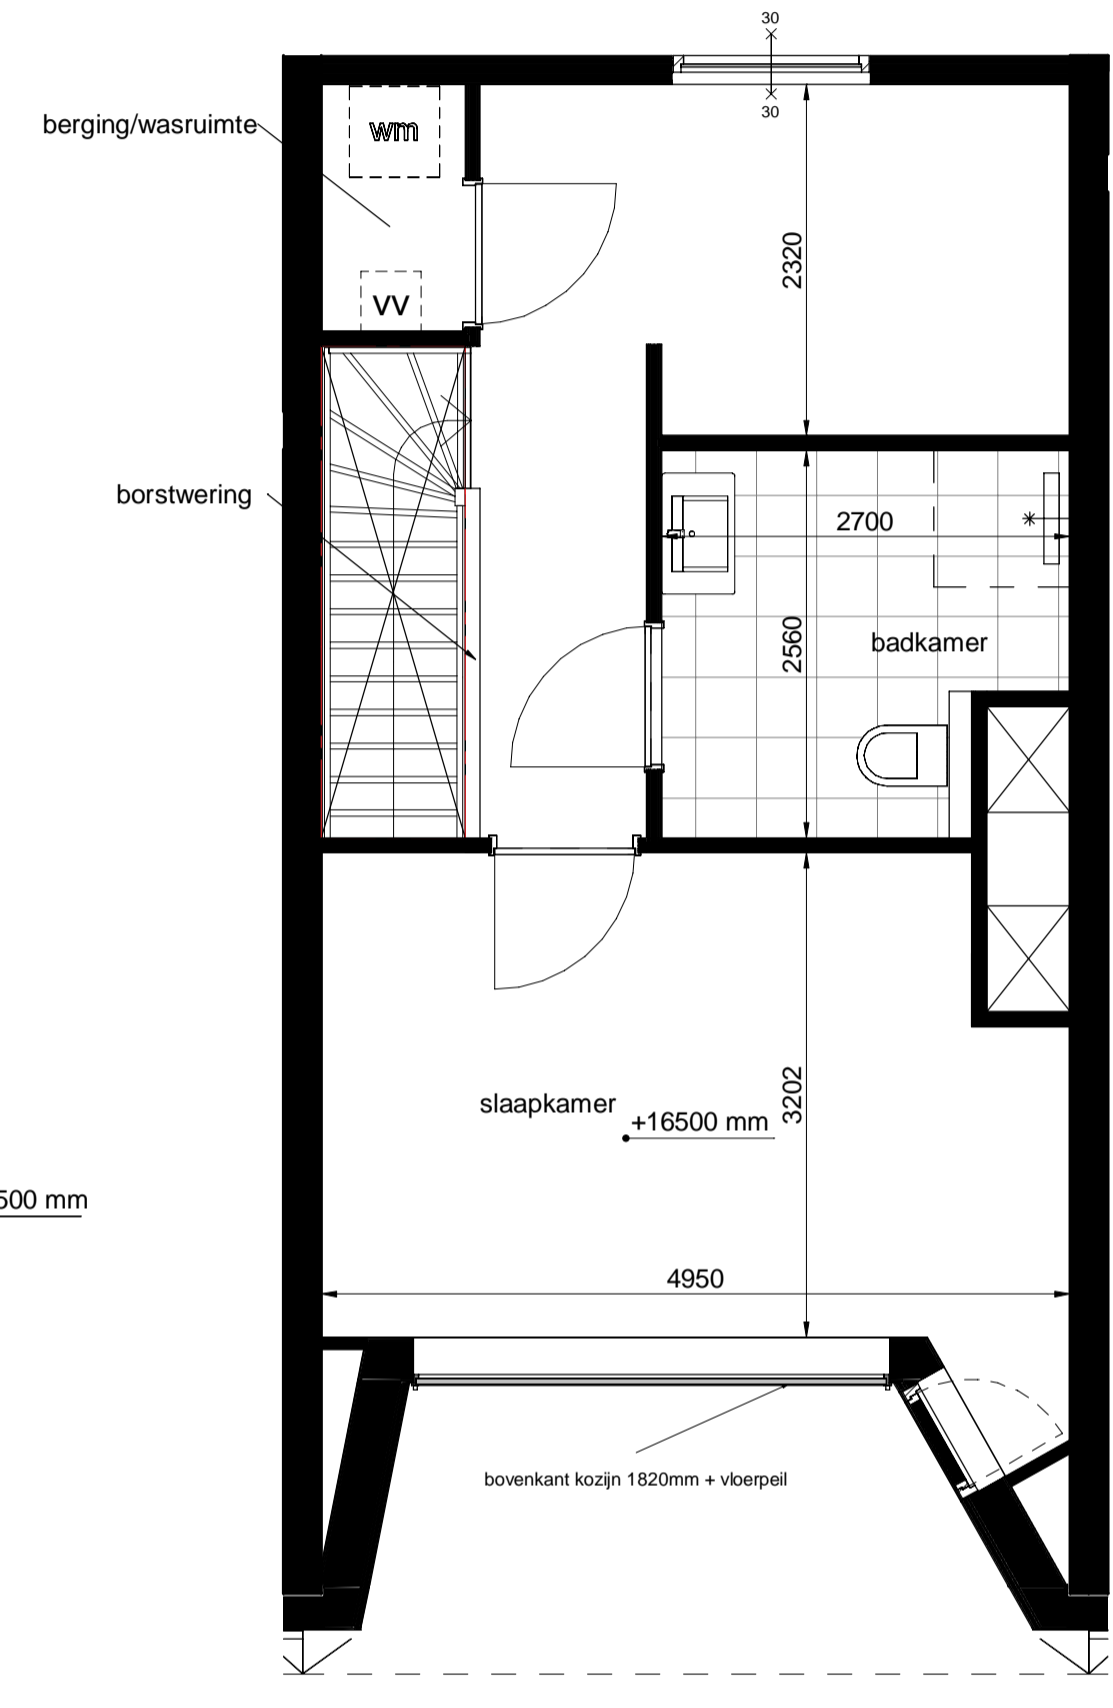 30
30
berging/wasruimte
wm
vv
2320
borstwering
2700
2560
badkamer
3202
slaapkamer
+16500 mm
500 mm
4950
bovenkant kozijn 1820mm + vloerpeil